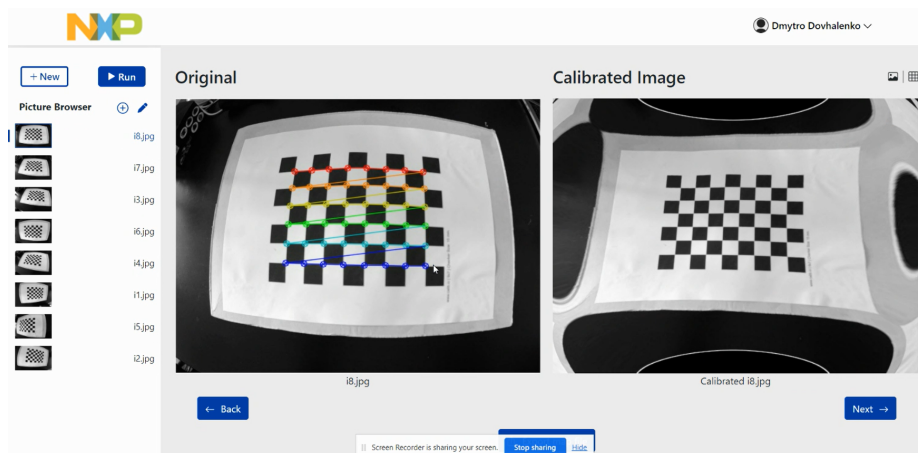 NXP
Dmytro Dovhalenko
+ New
Run
Original
Calibrated Image
Picture Browser
i8.jpg
i7.jpg
i3.jpg
i6.jpg
i4.jpg
i1.jpg
i5.jpg
i2.jpg
i8.jpg
Calibrated i8.jpg
← Back
Next →
Screen Recorder is sharing your screen. Stop sharing Hide